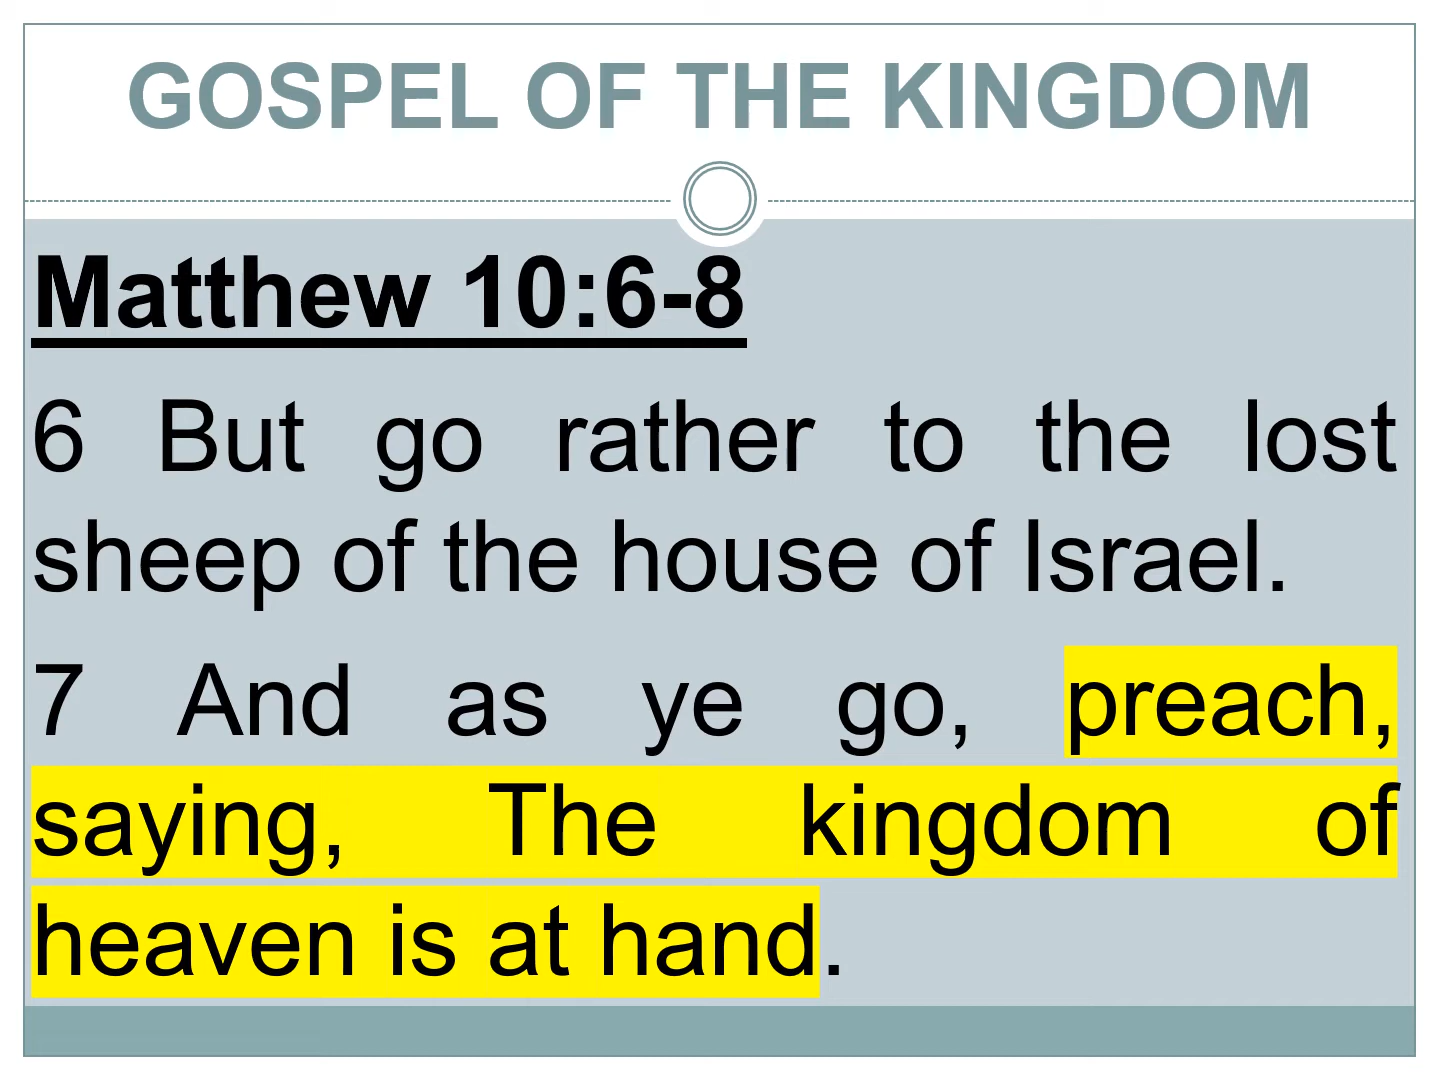 GOSPEL OF THE KINGDOM
Matthew 10:6-8
6 But go rather to the lost
sheep of the house of Israel.
7 And as ye go, preach,
saying, The kingdom of
heaven is at hand.